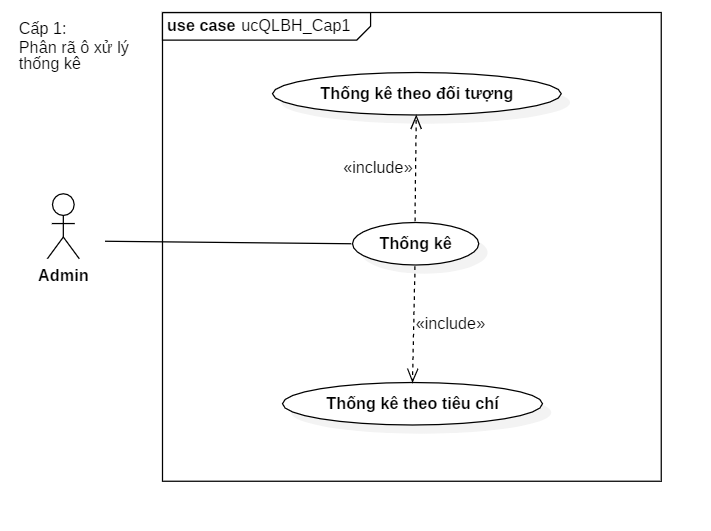 Cấp 1:
Phân rã ô xử lý
thống kê
use case ucQLBH_Cap1
Thống kê theo đối tượng
«include»
Thống kê
Admin
«include»
Thống kê theo tiêu chí